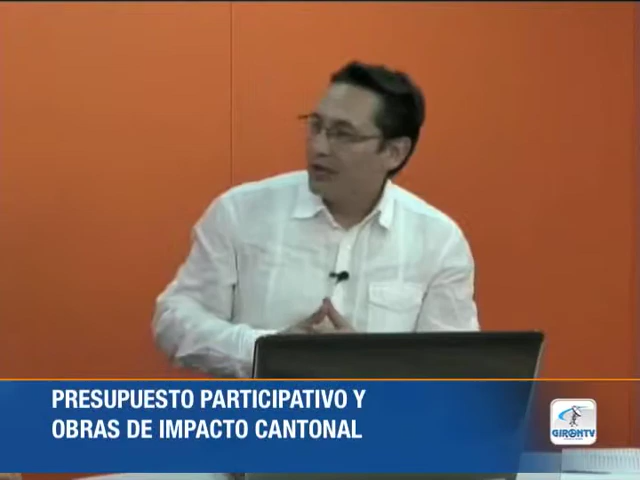 PRESUPUESTO PARTICIPATIVO Y
OBRAS DE IMPACTO CANTONAL
GIRONTV